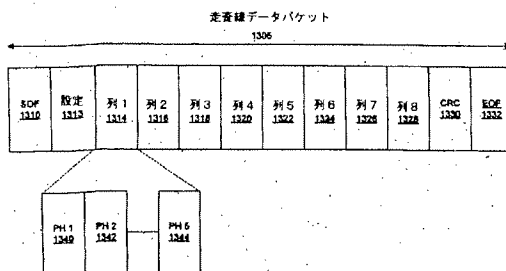 走査線データパケット
1306
SOF 設定 列 1 列 2 列 3 列 4 列 5 列 6 列 7 列 8 CRC EOF
1310 1313 1314 1316 1318 1320 1322 1324 1326 1328 1330 1332
PH 1 PH 2 PH 5
1340 1342 1344